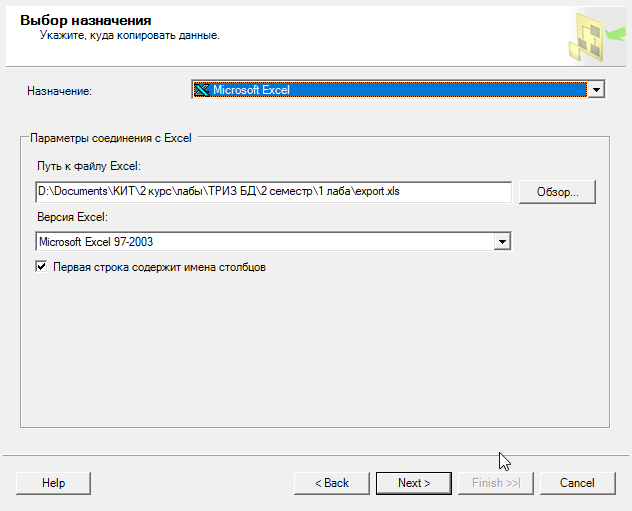 Выбор назначения
Укажите, куда копировать данные.
Назначение:
Microsoft Excel
Параметры соединения с Excel
Путь к файлу Excel:
D:\Documents\КИТ\2 курс\лабы\ТРИЗ БД\2 семестр\1 лаба\export.xls
Обзор...
Версия Excel:
Microsoft Excel 97-2003
Первая строка содержит имена столбцов
Help
< Back
Next >
Finish >>|
Cancel